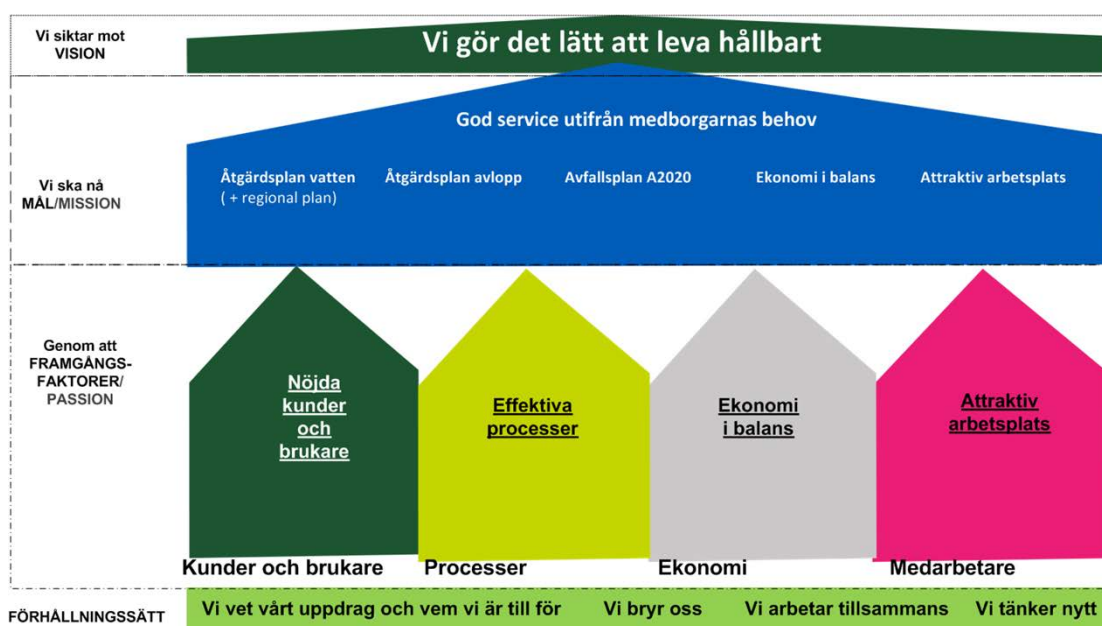 Vi siktar mot
VISION
Vi gör det lätt att leva hållbart
God service utifrån medborgarnas behov
Vi ska nå
MÅL/MISSION
Åtgärdsplan vatten
( + regional plan)
Åtgärdsplan avlopp
Avfallsplan A2020
Ekonomi i balans
Attraktiv arbetsplats
Genom att
FRAMGÅNGS-
FAKTORER/
PASSION
Nöjda
kunder
och
brukare
Effektiva
processer
Ekonomi
i balans
Attraktiv
arbetsplats
Kunder och brukare
Processer
Ekonomi
Medarbetare
FÖRHÅLLNINGSSÄTT
Vi vet vårt uppdrag och vem vi är till för
Vi bryr oss
Vi arbetar tillsammans
Vi tänker nytt